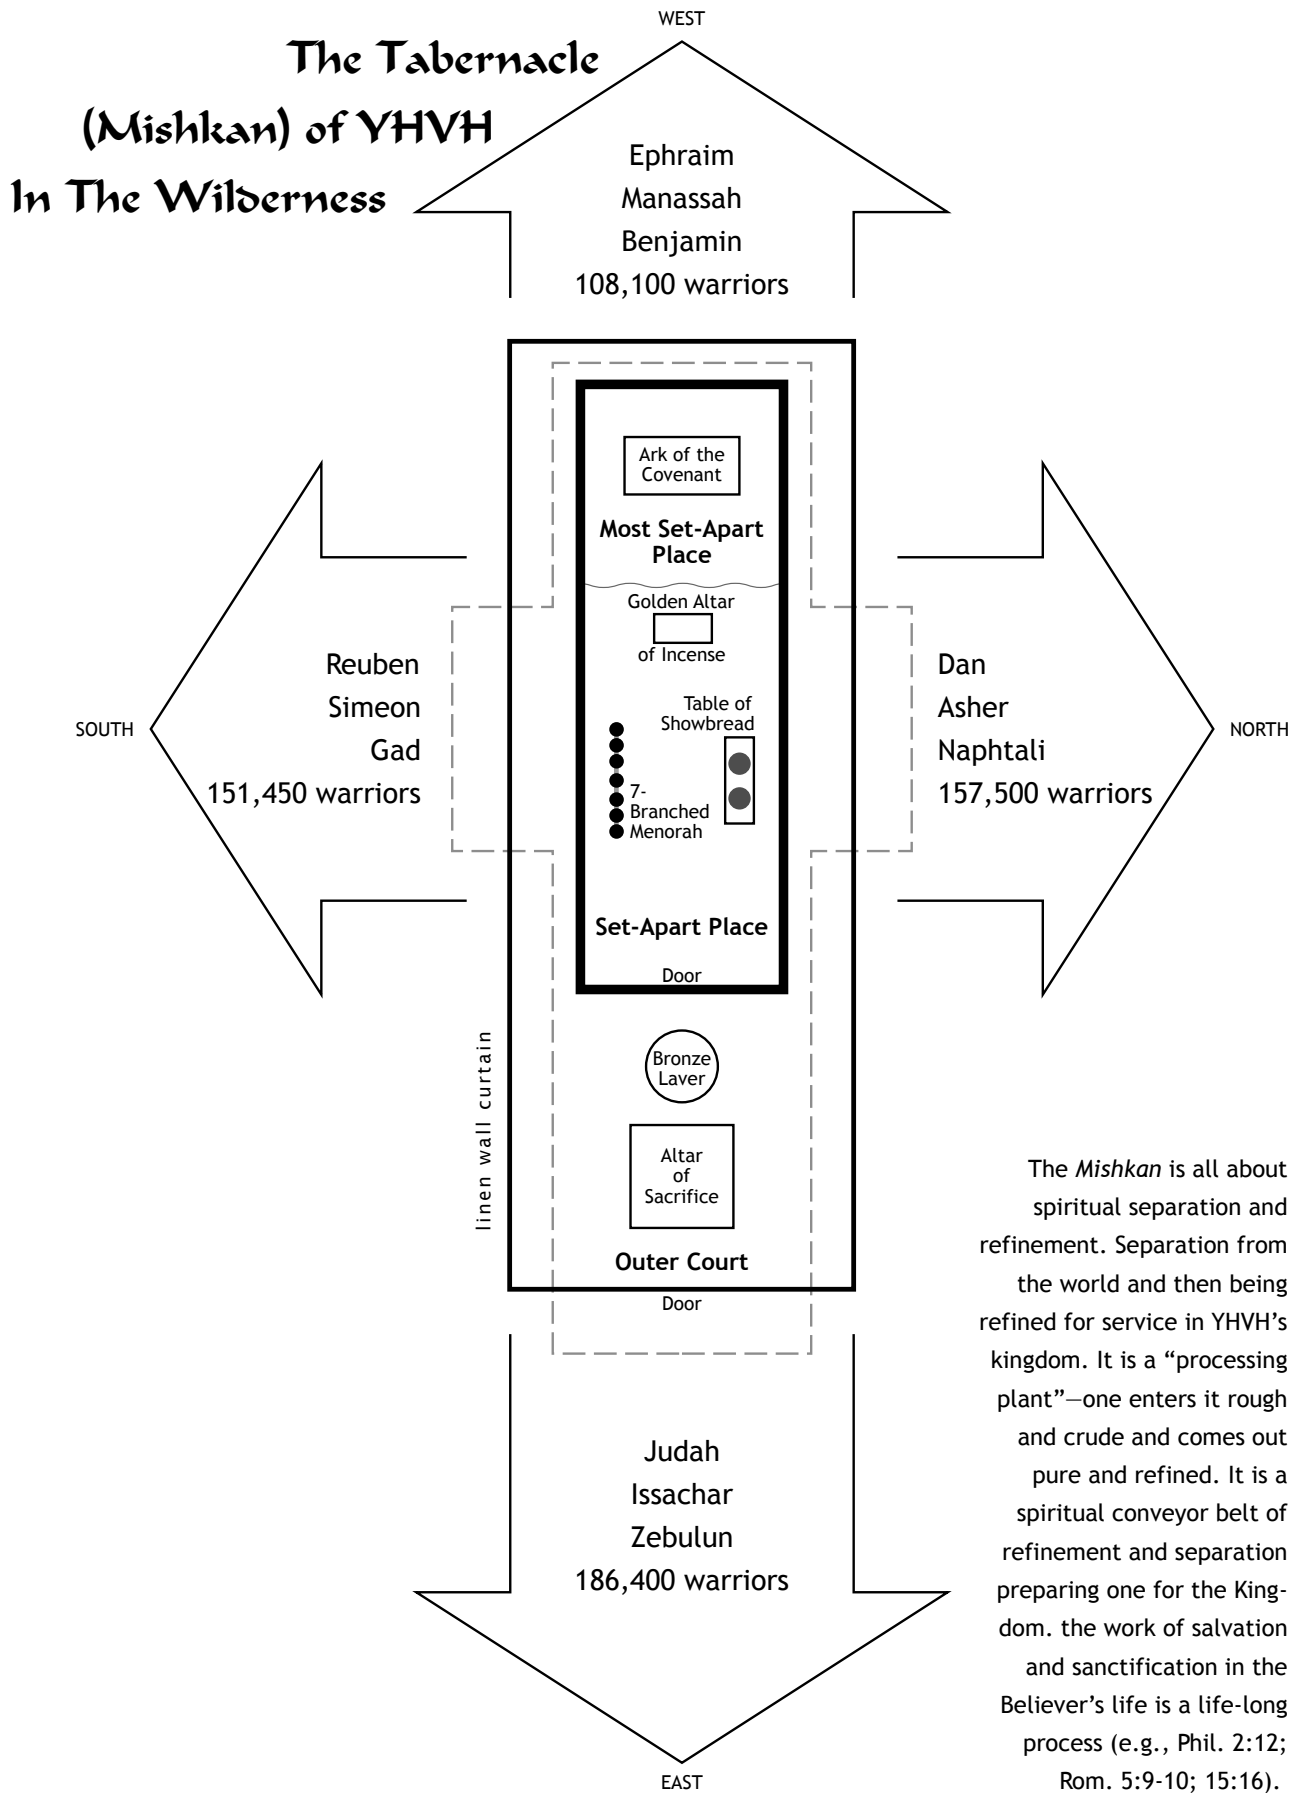 WEST
The Tabernacle
(Mishkan) of YHVH
In The Wilderness
Ephraim
Manassah
Benjamin
108,100 warriors
Ark of the
Covenant
Most Set-Apart
Place
Golden Altar
of Incense
SOUTH
Reuben
Simeon
Gad
151,450 warriors
7-
Branched
Menorah
Table of
Showbread
Dan
Asher
Naphtali
157,500 warriors
NORTH
Set-Apart Place
Door
linen wall curtain
Bronze
Laver
Altar
of
Sacrifice
Outer Court
Door
Judah
Issachar
Zebulun
186,400 warriors
EAST
The Mishkan is all about
spiritual separation and
refinement. Separation from
the world and then being
refined for service in YHVH’s
kingdom. It is a “processing
plant”—one enters it rough
and crude and comes out
pure and refined. It is a
spiritual conveyor belt of
refinement and separation
preparing one for the King-
dom. the work of salvation
and sanctification in the
Believer’s life is a life-long
process (e.g., Phil. 2:12;
Rom. 5:9-10; 15:16).